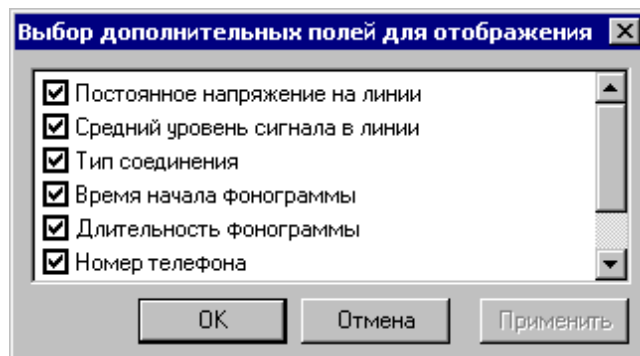 Выбор дополнительных полей для отображения
Постоянное напряжение на линии
Средний уровень сигнала в линии
Тип соединения
Время начала фонограммы
Длительность фонограммы
Номер телефона
OK Отмена Применить